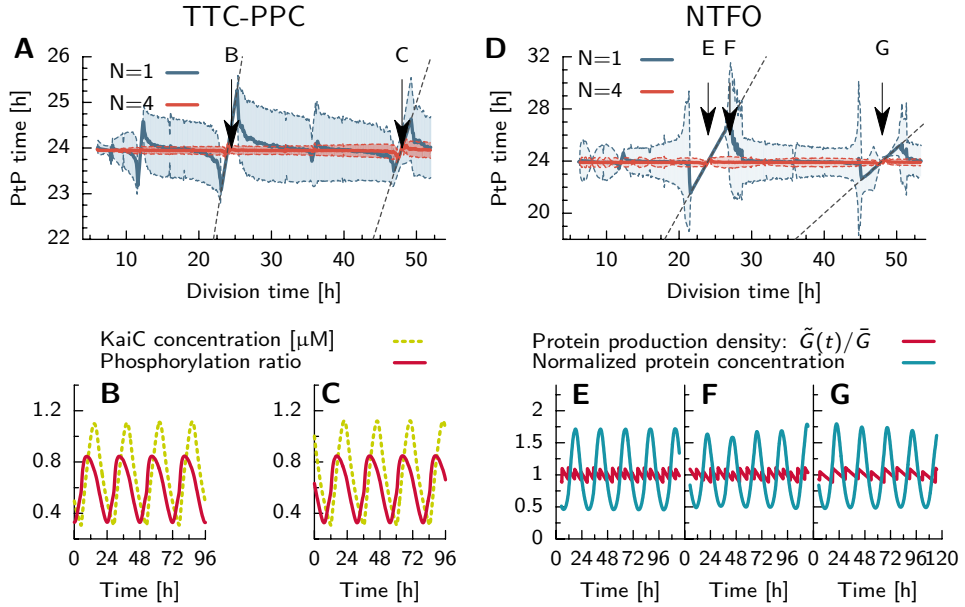 TTC-PPC
NTFO
A
B
C
D
E
F
G
PtP time [h]
26
25
24
23
22
N=1
N=4
10
20
30
40
50
Division time [h]
PtP time [h]
32
28
24
20
N=1
N=4
10
20
30
40
50
Division time [h]
KaiC concentration [μM]
Phosphorylation ratio
Protein production density: G̃(t)/Ḡ
Normalized protein concentration
B
1.2
0.8
0.4
0 24 48 72 96
Time [h]
C
1.2
0.8
0.4
0 24 48 72 96
Time [h]
E
F
G
2
1.5
1
0.5
0
0 24 48 72 96
0 24 48 72 96
0 24 48 72 96 120
Time [h]
Time [h]
Time [h]